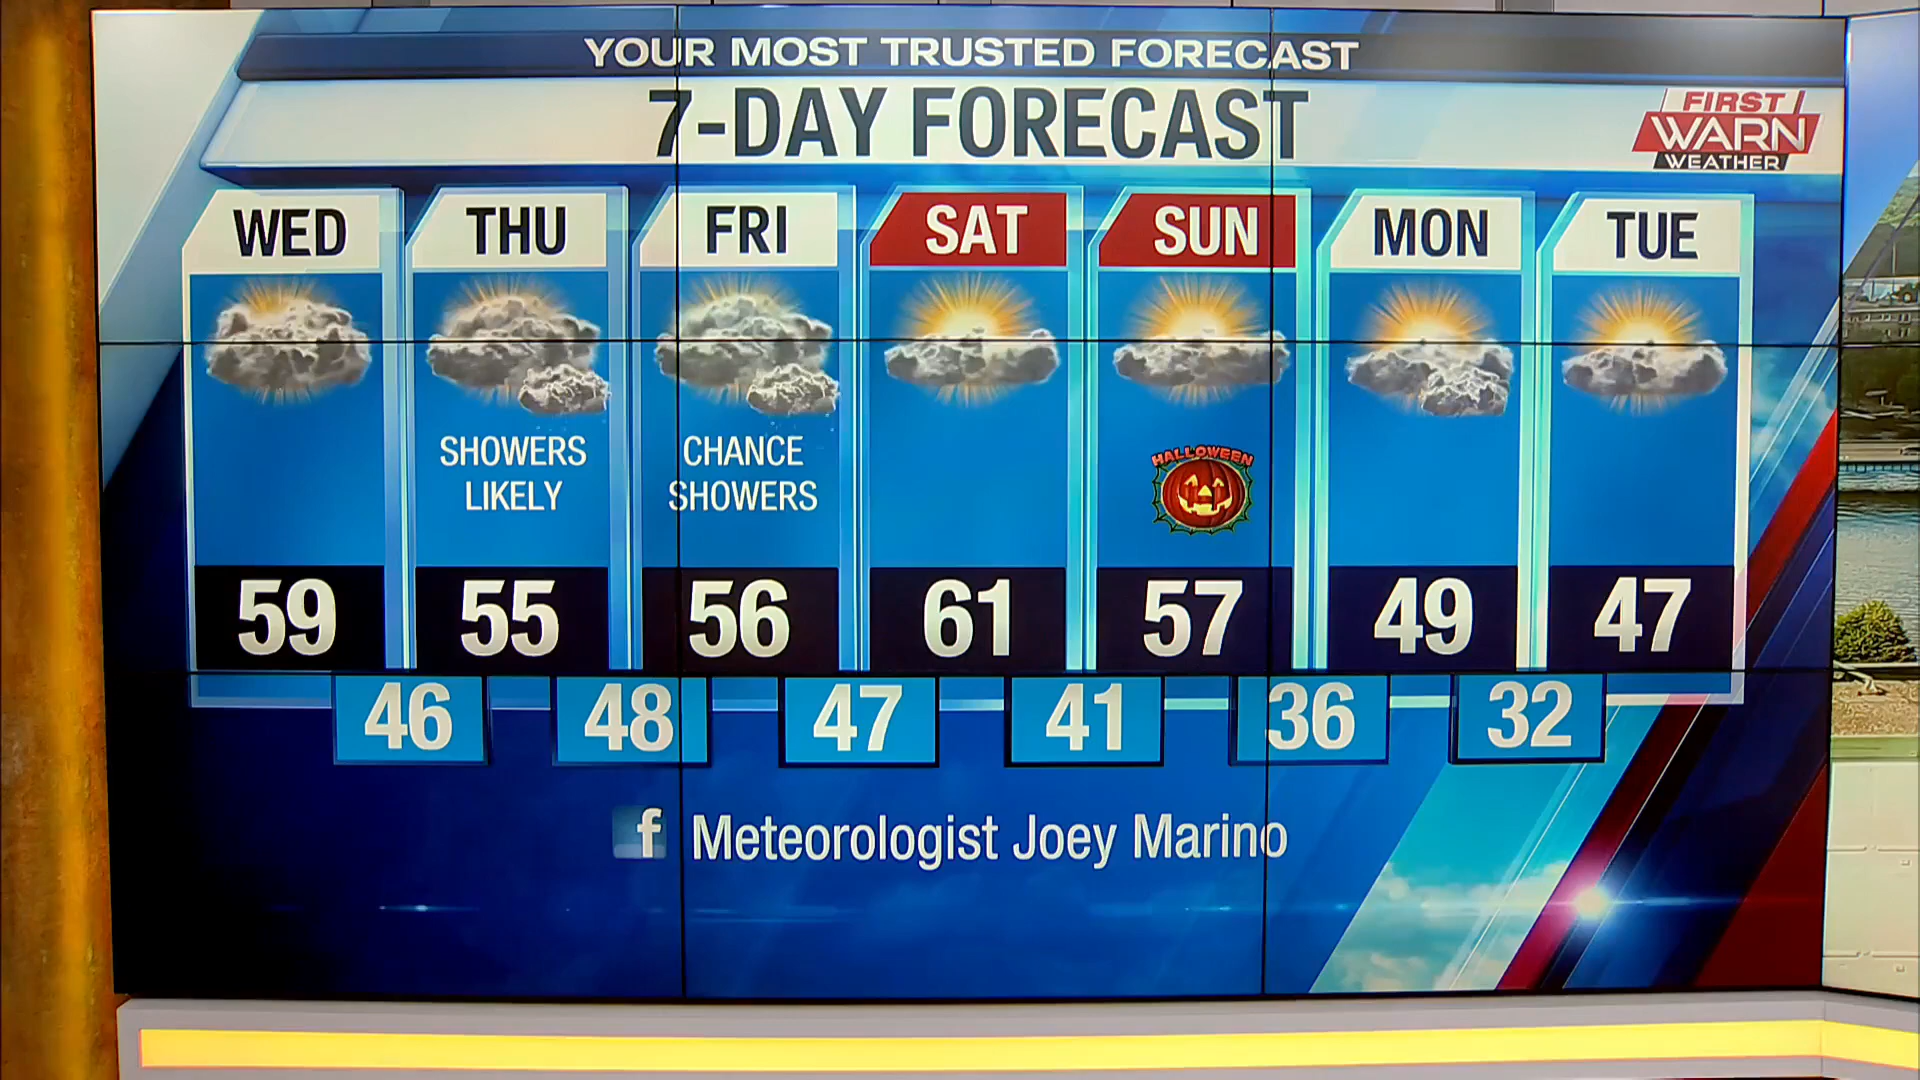 YOUR MOST TRUSTED FORECAST
7-DAY FORECAST
FIRST
WARN
WEATHER
WED THU FRI SAT SUN MON TUE
SHOWERS
LIKELY
CHANCE
SHOWERS
HALLOWEEN
59 55 56 61 57 49 47
46 48 47 41 36 32
f Meteorologist Joey Marino